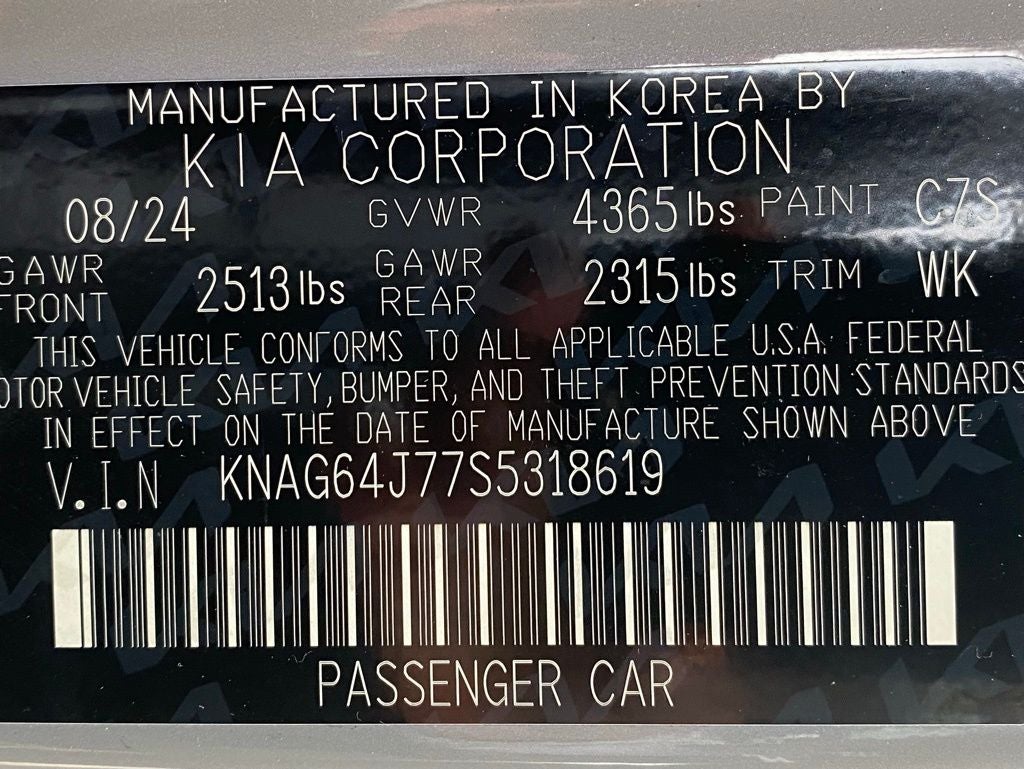 MANUFACTURED IN KOREA BY
KIA CORPORATION
08/24 GVWR 4365 lbs PAINT C7S
GAWR FRONT 2513 lbs GAWR REAR 2315 lbs TRIM WK
THIS VEHICLE CONFORMS TO ALL APPLICABLE U.S.A. FEDERAL
OTOR VEHICLE SAFETY, BUMPER, AND THEFT PREVENTION STANDARDS
IN EFFECT ON THE DATE OF MANUFACTURE SHOWN ABOVE
V.I.N KNAG64J77S5318619
PASSENGER CAR